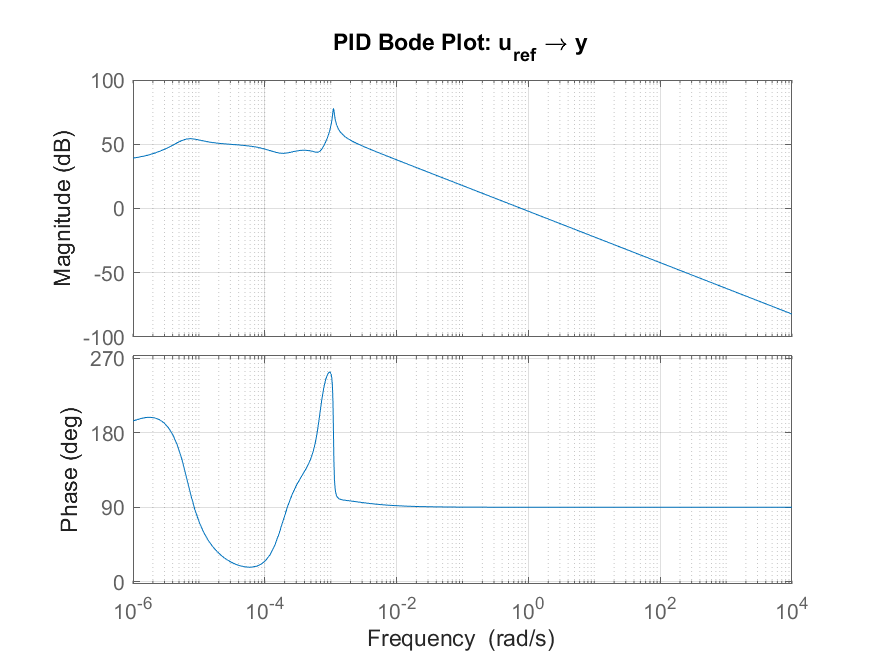 PID Bode Plot: u_ref → y
Magnitude (dB)
100
50
0
-50
-100
Phase (deg)
270
180
90
0
10^-6 10^-4 10^-2 10^0 10^2 10^4
Frequency (rad/s)